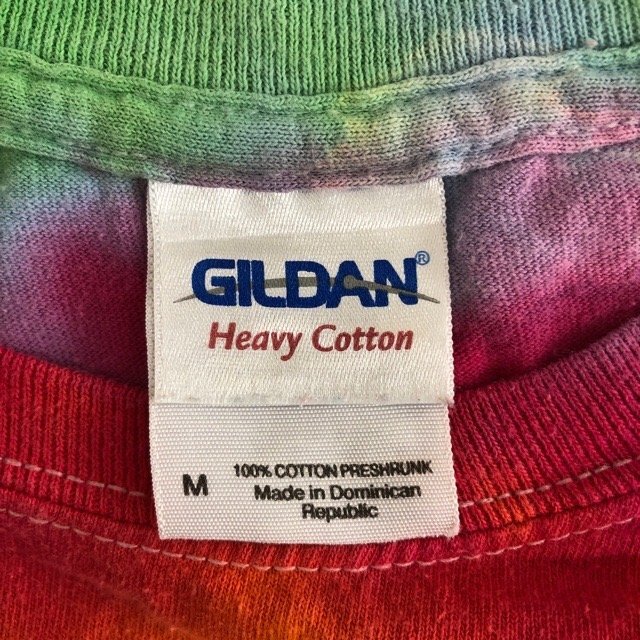 GILDAN®
Heavy Cotton
M
100% COTTON PRESHRUNK
Made in Dominican
Republic